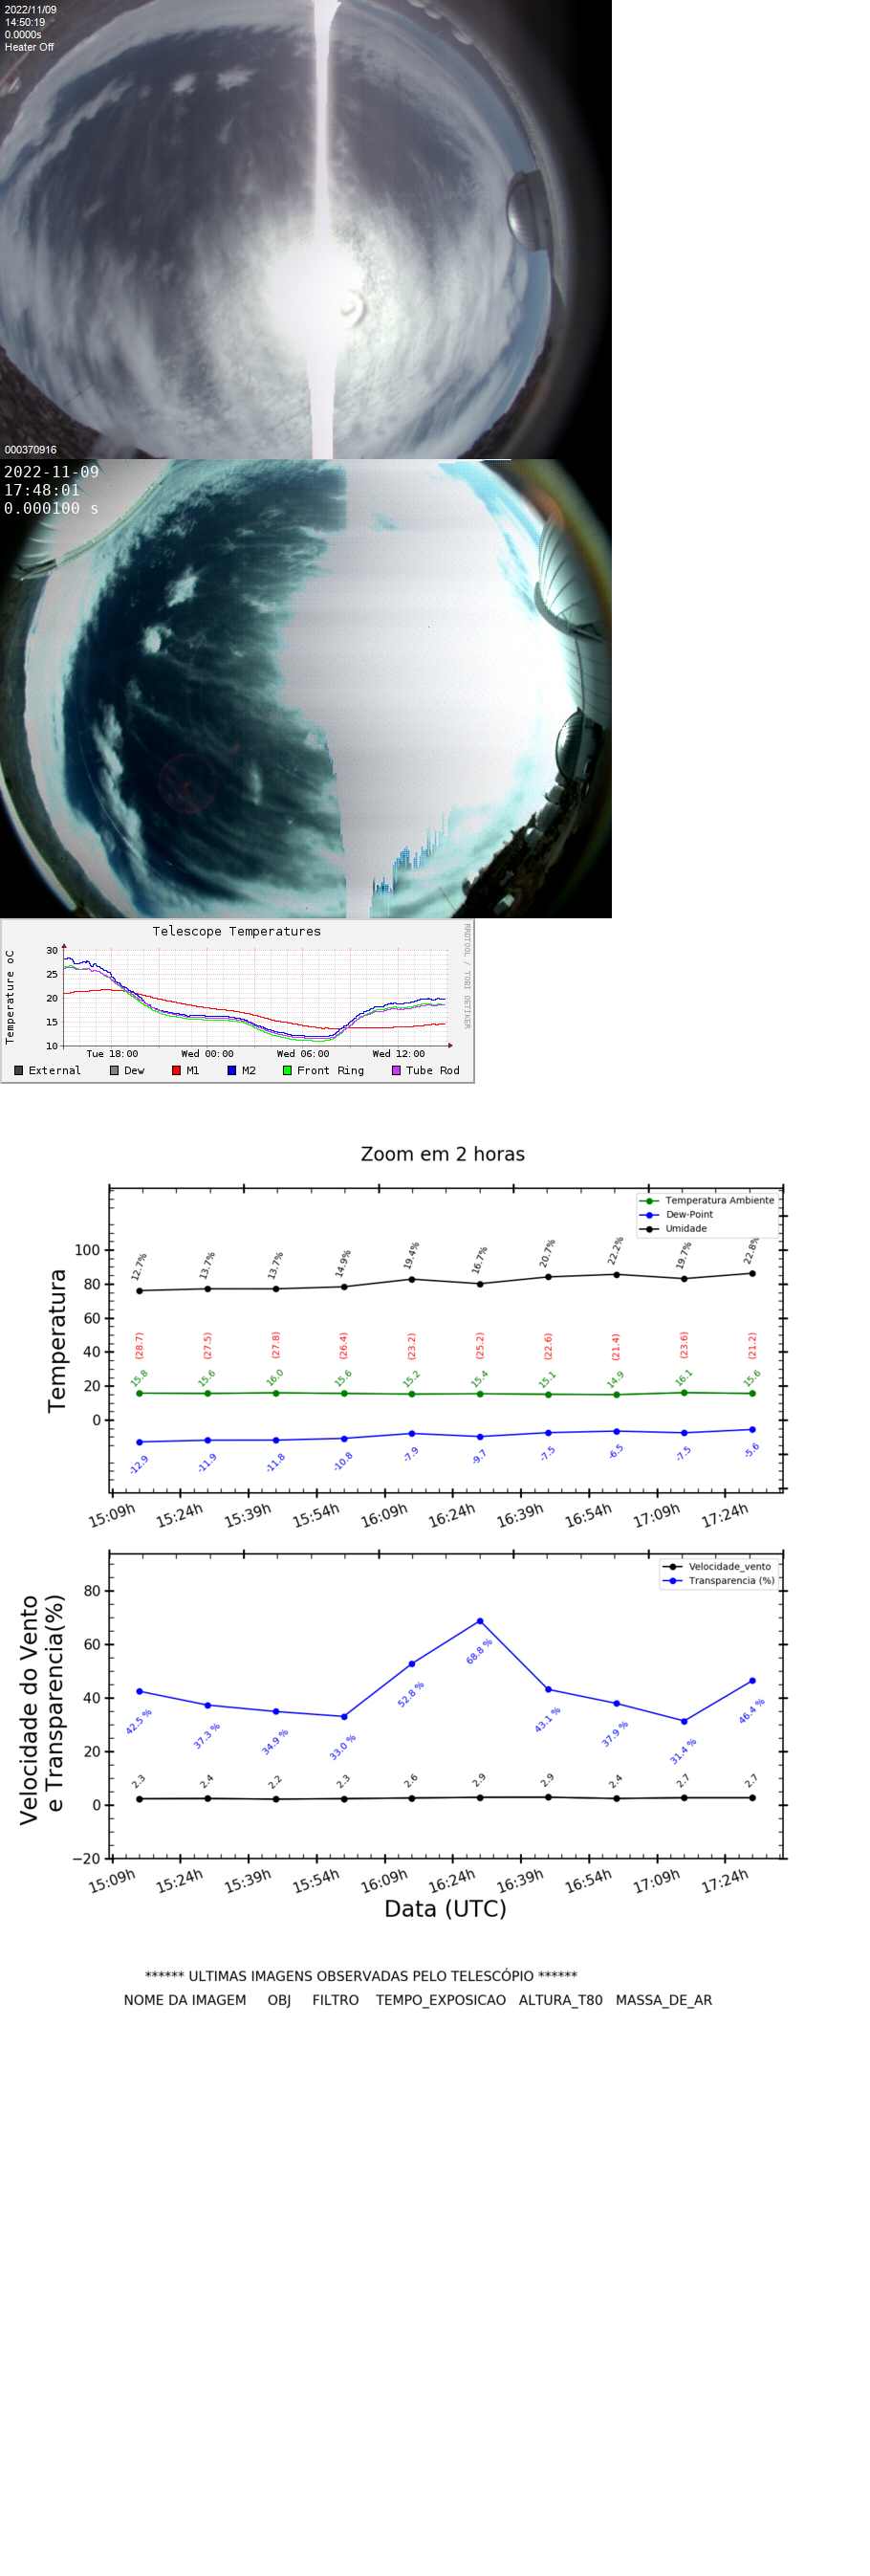 2022/11/09
14:50:19
0.0000s
Heater Off
000370916
2022-11-09
17:48:01
0.000100 s
Telescope Temperatures
RRDTOOL / TOBI OETIKER
Temperature oC
30
25
20
15
10
Tue 18:00 Wed 00:00 Wed 06:00 Wed 12:00
External Dew M1 M2 Front Ring Tube Rod
Zoom em 2 horas
Temperatura Ambiente
Dew-Point
Umidade
Temperatura
100
80
60
40
20
0
12.7% 13.7% 13.7% 14.9% 19.4% 16.7% 20.7% 22.2% 19.7% 22.8%
(28.7) (27.5) (27.8) (26.4) (23.2) (25.2) (22.6) (21.4) (23.6) (21.2)
15.8 15.6 16.0 15.6 15.2 15.4 15.1 14.9 16.1 15.6
-12.9 -11.9 -11.8 -10.8 -7.9 -9.7 -7.5 -6.5 -7.5 -5.6
15:09h 15:24h 15:39h 15:54h 16:09h 16:24h 16:39h 16:54h 17:09h 17:24h
Velocidade_vento
Transparencia (%)
Velocidade do Vento
e Transparencia(%)
80
60
40
20
0
−20
42.5 % 37.3 % 34.9 % 33.0 % 52.8 % 68.8 % 43.1 % 37.9 % 31.4 % 46.4 %
2.3 2.4 2.2 2.3 2.6 2.9 2.9 2.4 2.7 2.7
15:09h 15:24h 15:39h 15:54h 16:09h 16:24h 16:39h 16:54h 17:09h 17:24h
Data (UTC)
****** ULTIMAS IMAGENS OBSERVADAS PELO TELESCÓPIO ******
NOME DA IMAGEM OBJ FILTRO TEMPO_EXPOSICAO ALTURA_T80 MASSA_DE_AR